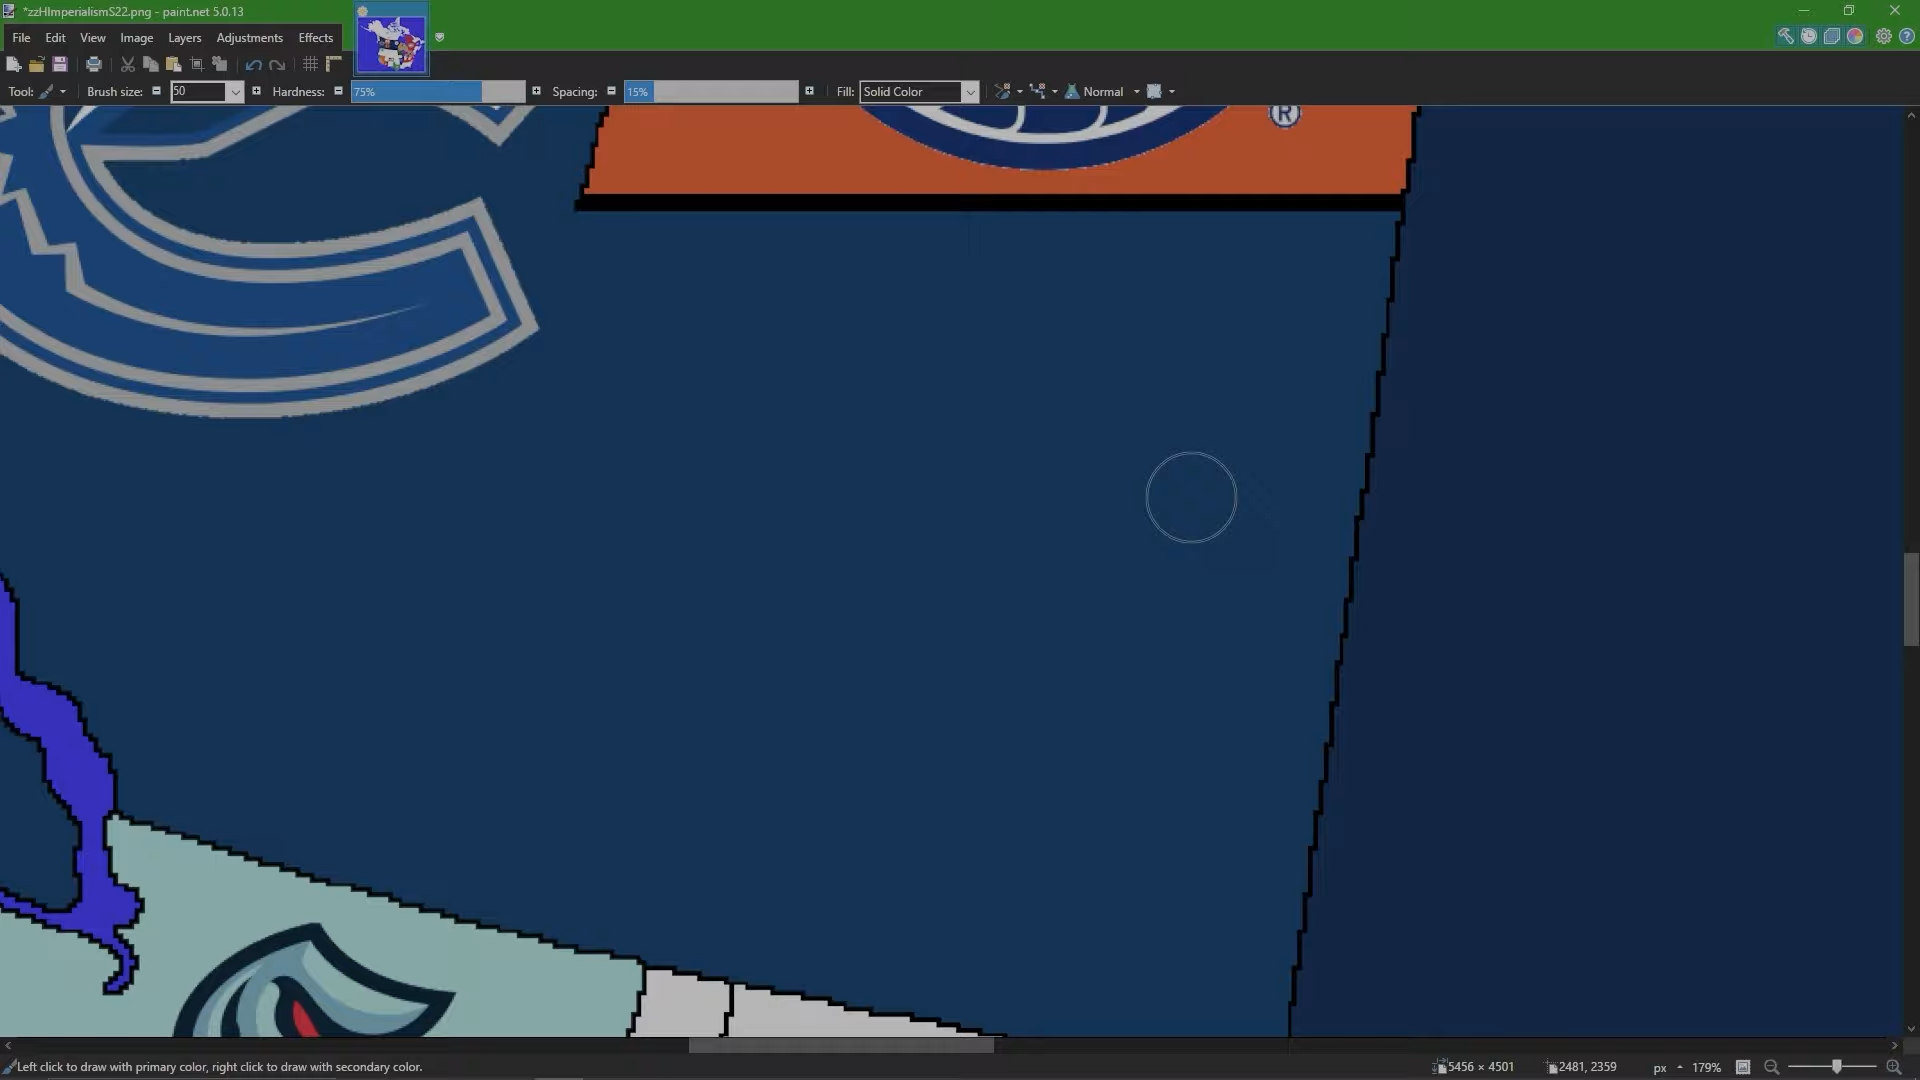 *zzHImperialismS22.png - paint.net 5.0.13
File Edit View Image Layers Adjustments Effects
Tool: Brush size: 50 Hardness: 75% Spacing: 15% Fill: Solid Color Normal
R
Left click to draw with primary color, right click to draw with secondary color. 5456 × 4501 2481, 2359 px 179%